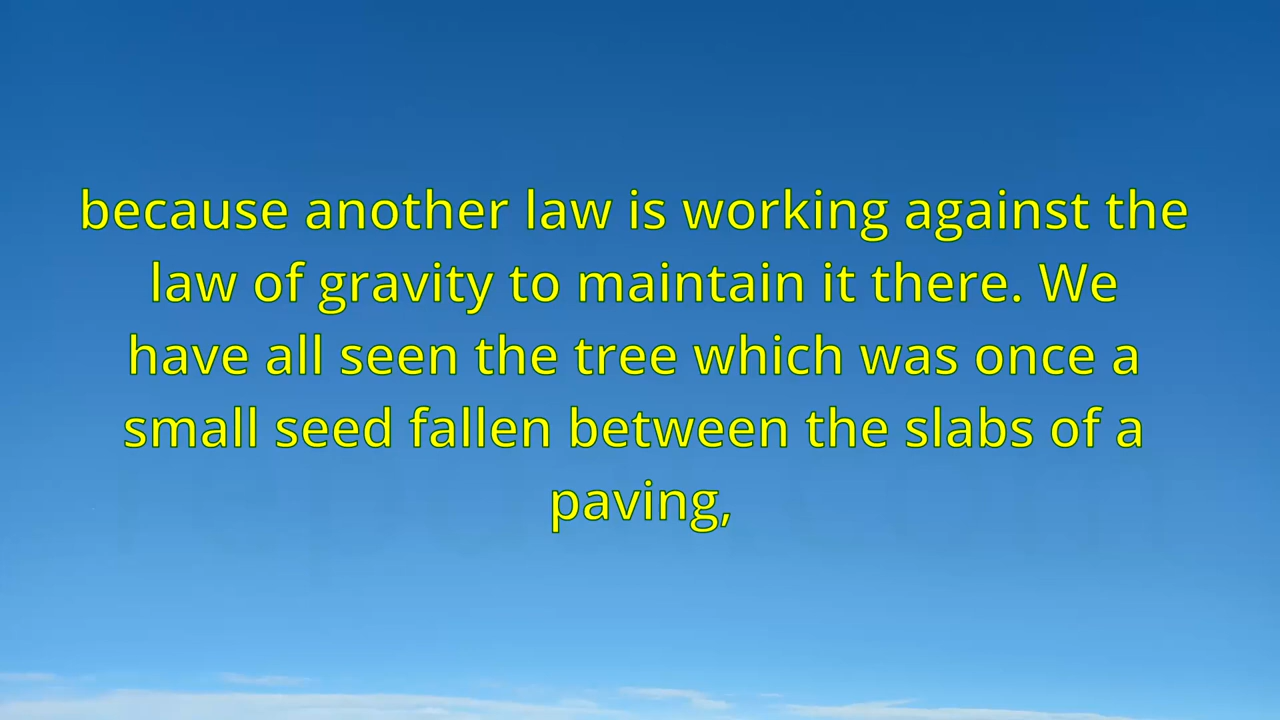 because another law is working against the
law of gravity to maintain it there. We
have all seen the tree which was once a
small seed fallen between the slabs of a
paving,